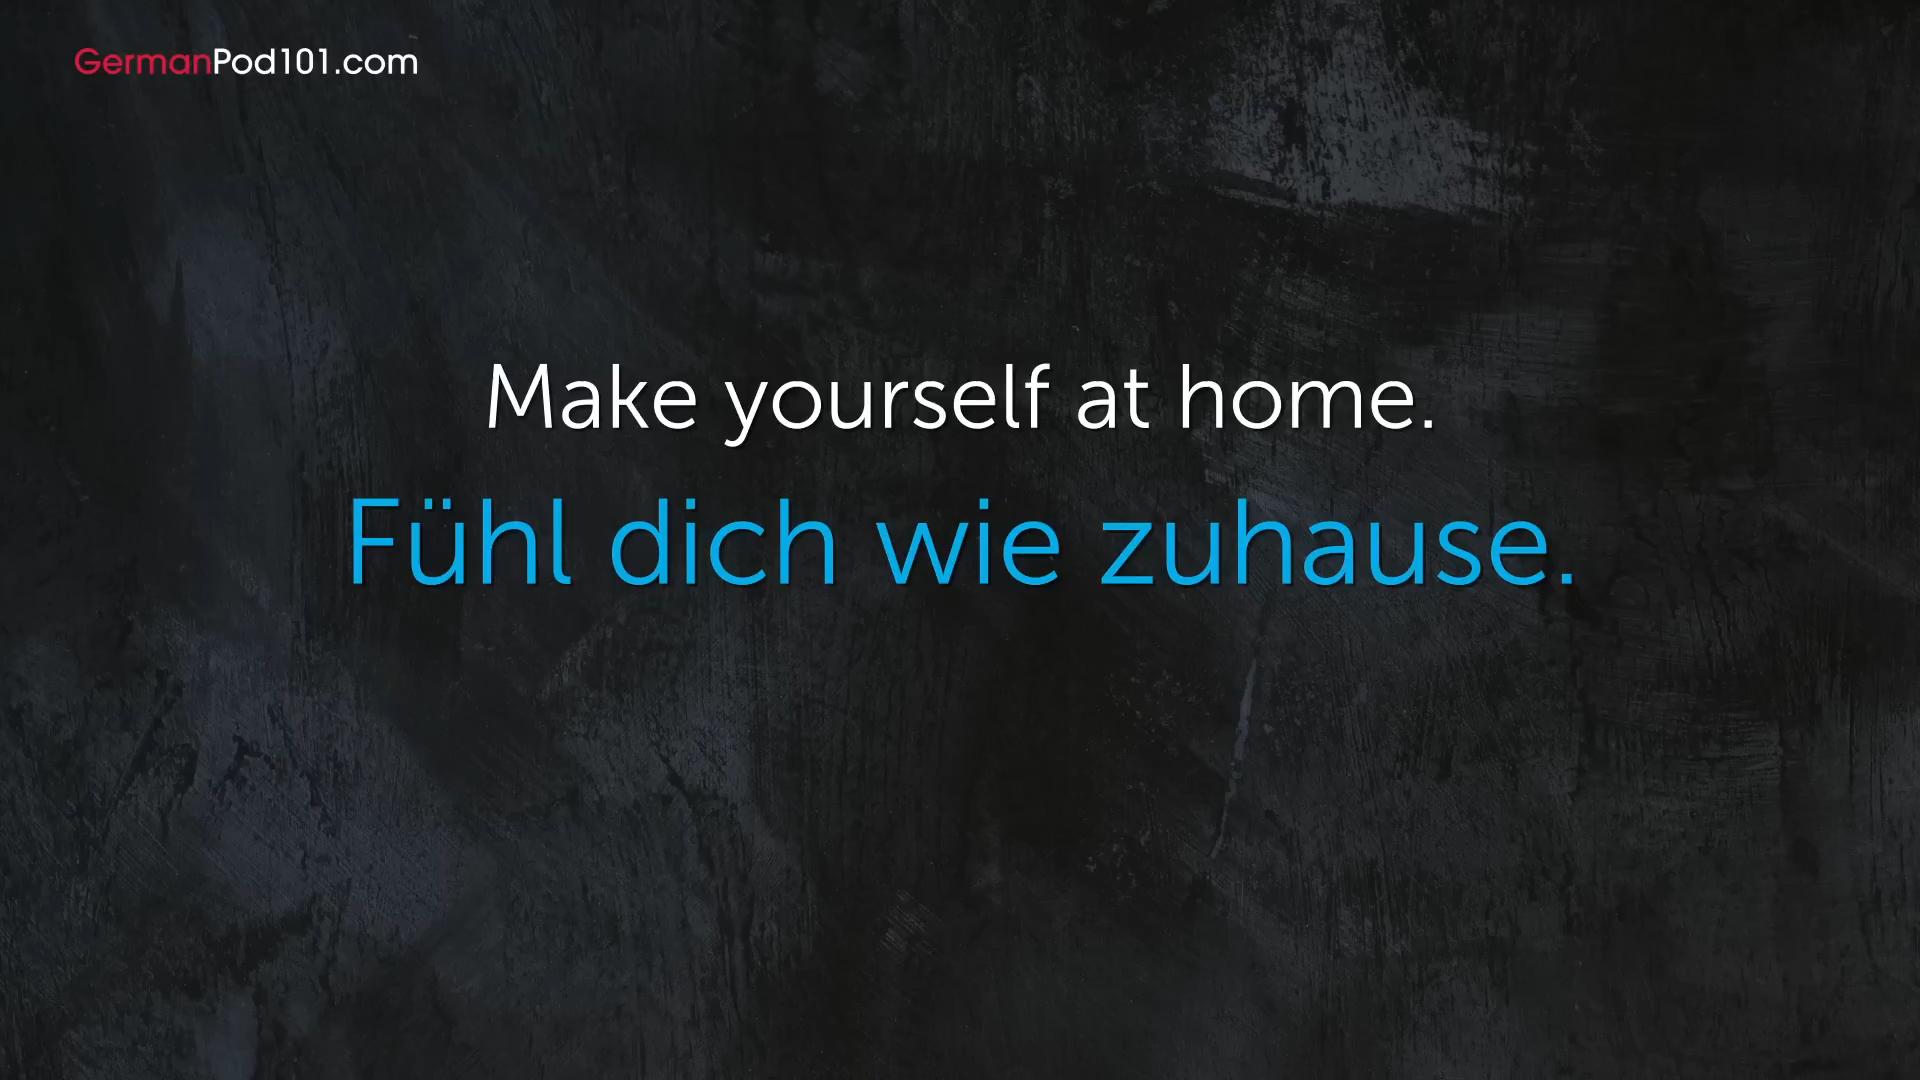 GermanPod101.com
Make yourself at home.
Fühl dich wie zuhause.